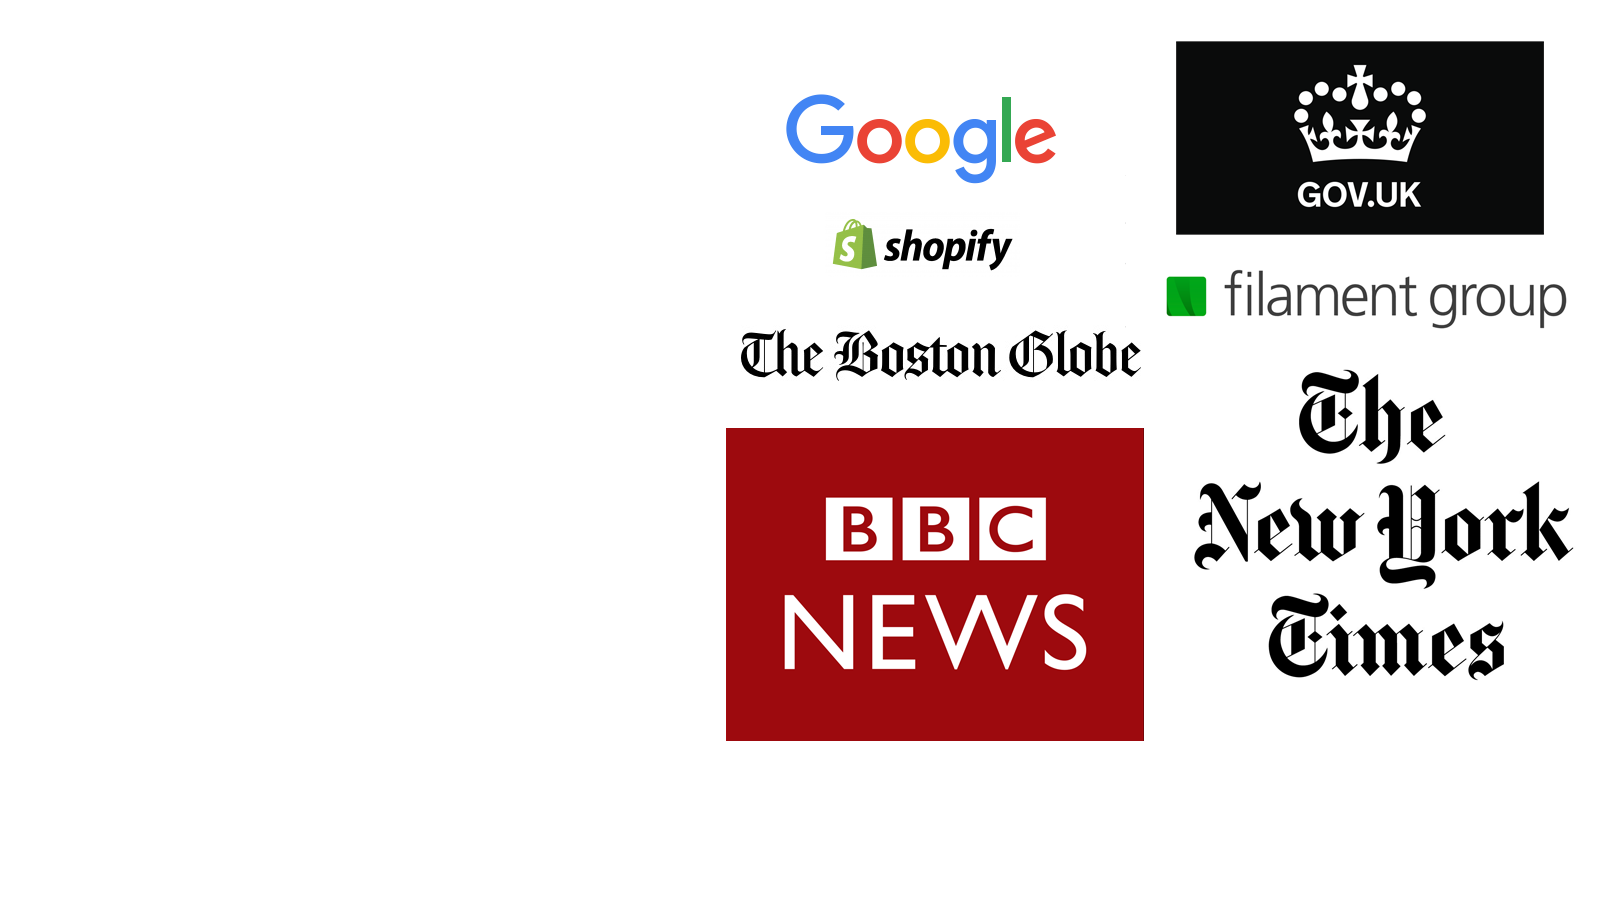 Google
S shopify
The Boston Globe
BBC
NEWS
GOV.UK
filament group
The
New York
Times